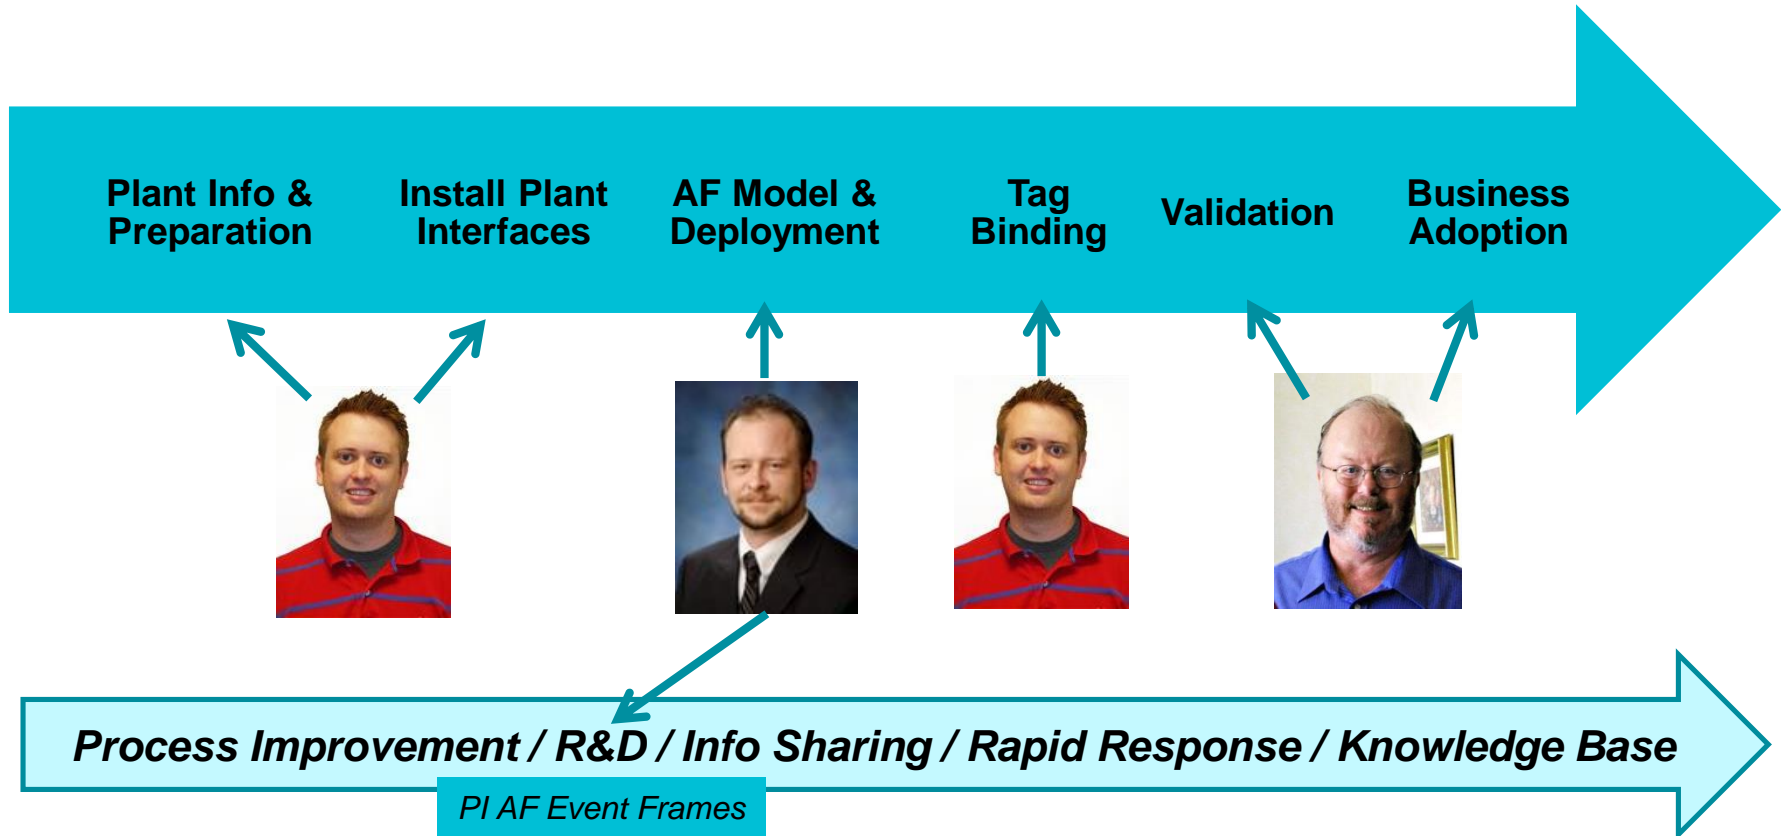 Plant Info &
Preparation
Install Plant
Interfaces
AF Model &
Deployment
Tag
Binding
Validation
Business
Adoption
Process Improvement / R&D / Info Sharing / Rapid Response / Knowledge Base
PI AF Event Frames